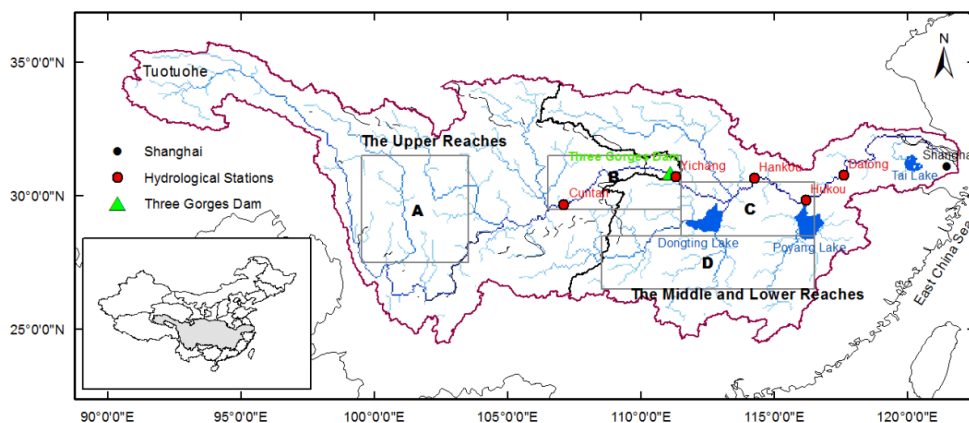 N
35°0'0"N
30°0'0"N
25°0'0"N
Tuotuohe
Shanghai
Hydrological Stations
Three Gorges Dam
The Upper Reaches
Three Gorges Dam
Yichang
Hankou
Datong
Shanghai
Tai Lake
Cuntan
Hukou
A
B
C
D
Dongting Lake
Poyang Lake
The Middle and Lower Reaches
East China Sea
90°0'0"E
95°0'0"E
100°0'0"E
105°0'0"E
110°0'0"E
115°0'0"E
120°0'0"E